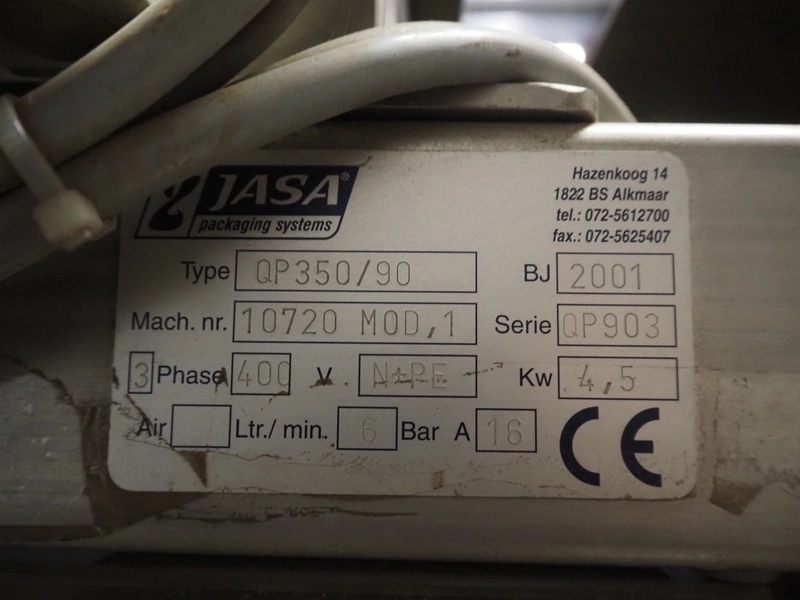 JASA®
packaging systems
Hazenkoog 14
1822 BS Alkmaar
tel.: 072-5612700
fax.: 072-5625407
Type QP350/90 BJ 2001
Mach. nr. 10720 MOD,1 Serie QP903
3 Phase 400 V N+PE Kw 4,5
Air Ltr./ min. 6 Bar A 16
CE